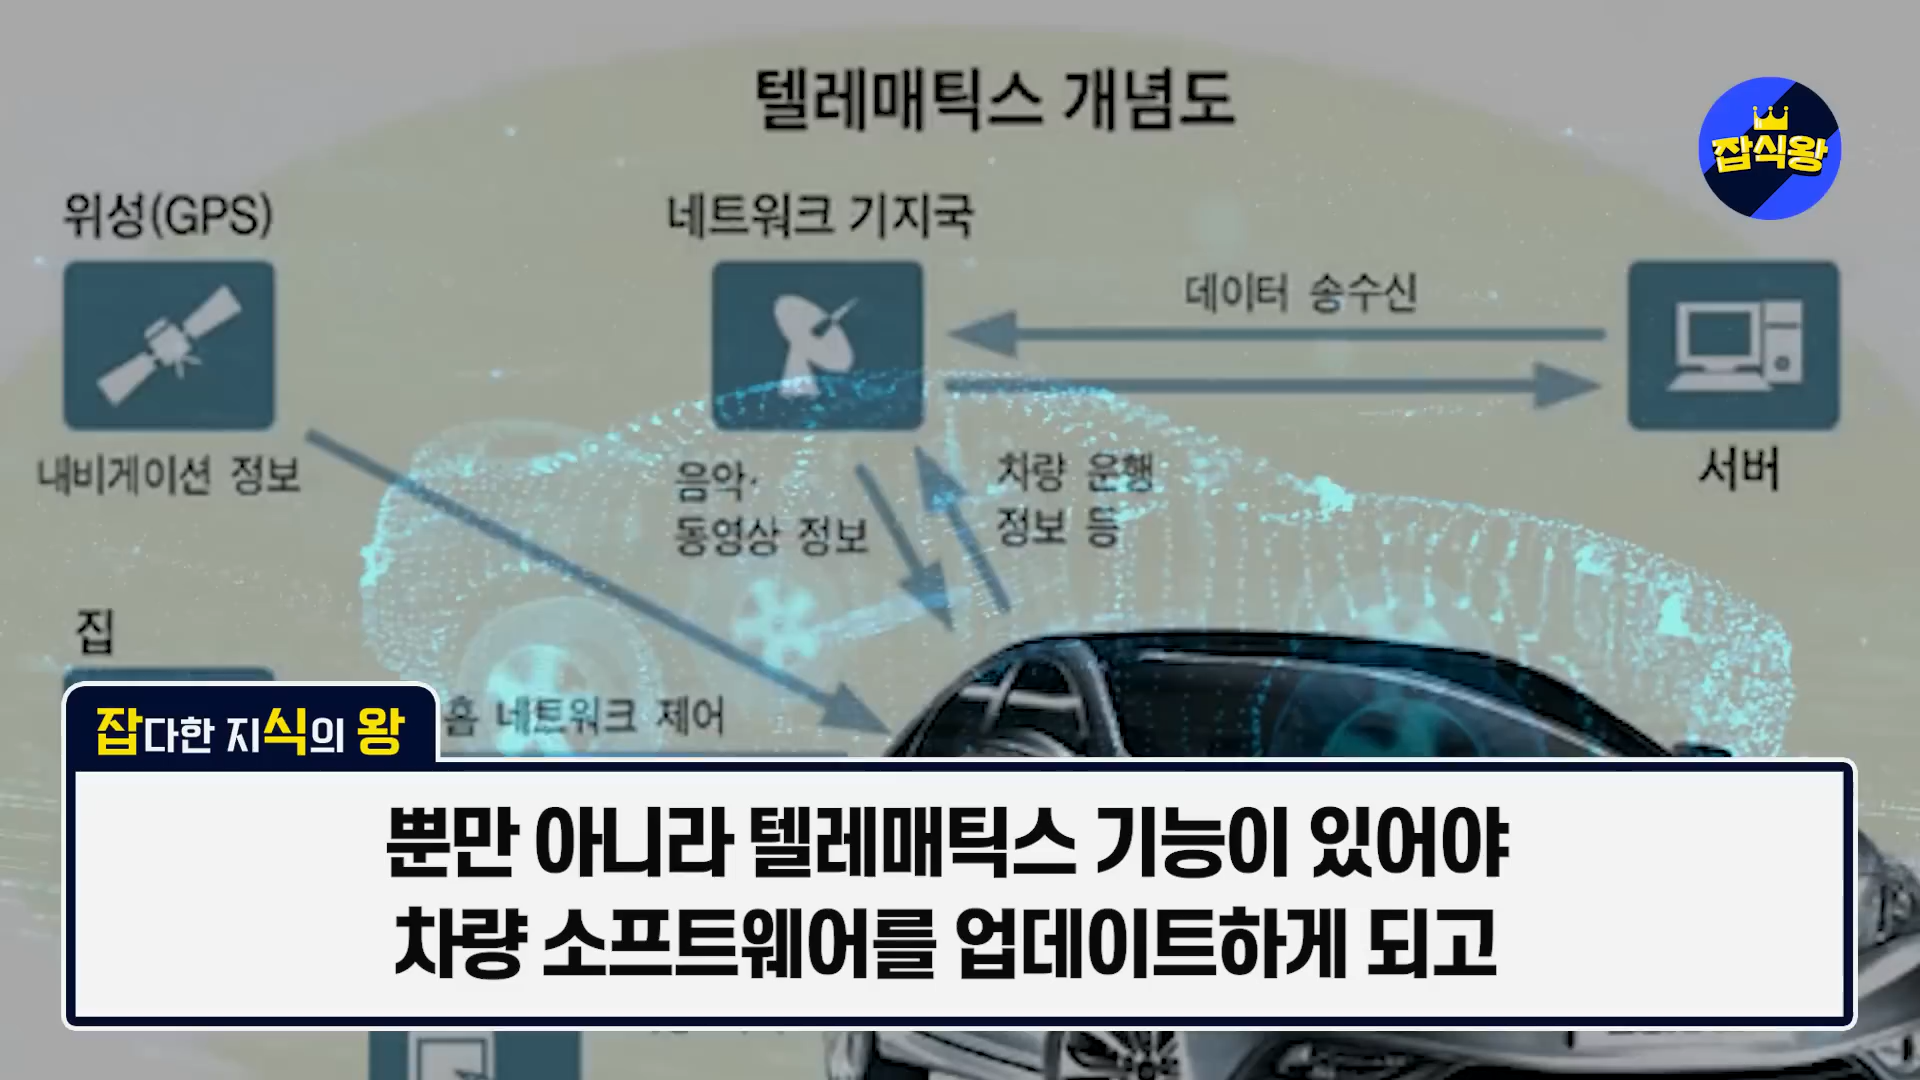 텔레매틱스 개념도
잡식왕
위성(GPS)
네트워크 기지국
데이터 송수신
내비게이션 정보
음악·
동영상 정보
차량 운행
정보 등
서버
집
홈 네트워크 제어
잡다한 지식의 왕
뿐만 아니라 텔레매틱스 기능이 있어야
차량 소프트웨어를 업데이트하게 되고